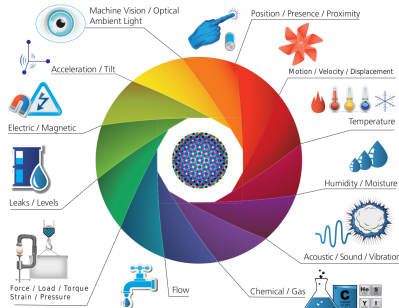 Machine Vision / Optical
Ambient Light
Position / Presence / Proximity
Acceleration / Tilt
Motion / Velocity / Displacement
Electric / Magnetic
Temperature
Leaks / Levels
Humidity / Moisture
Force / Load / Torque
Strain / Pressure
Acoustic / Sound / Vibration
Flow
Chemical / Gas
C